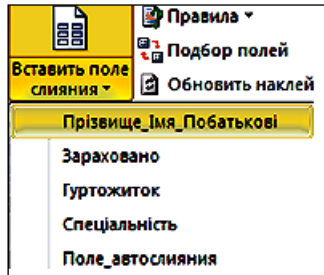 Правила
Подбор полей
Вставить поле слияния
Обновить наклей
Прізвище_Імя_Побатькові
Зараховано
Гуртожиток
Спеціальність
Поле_автослияния